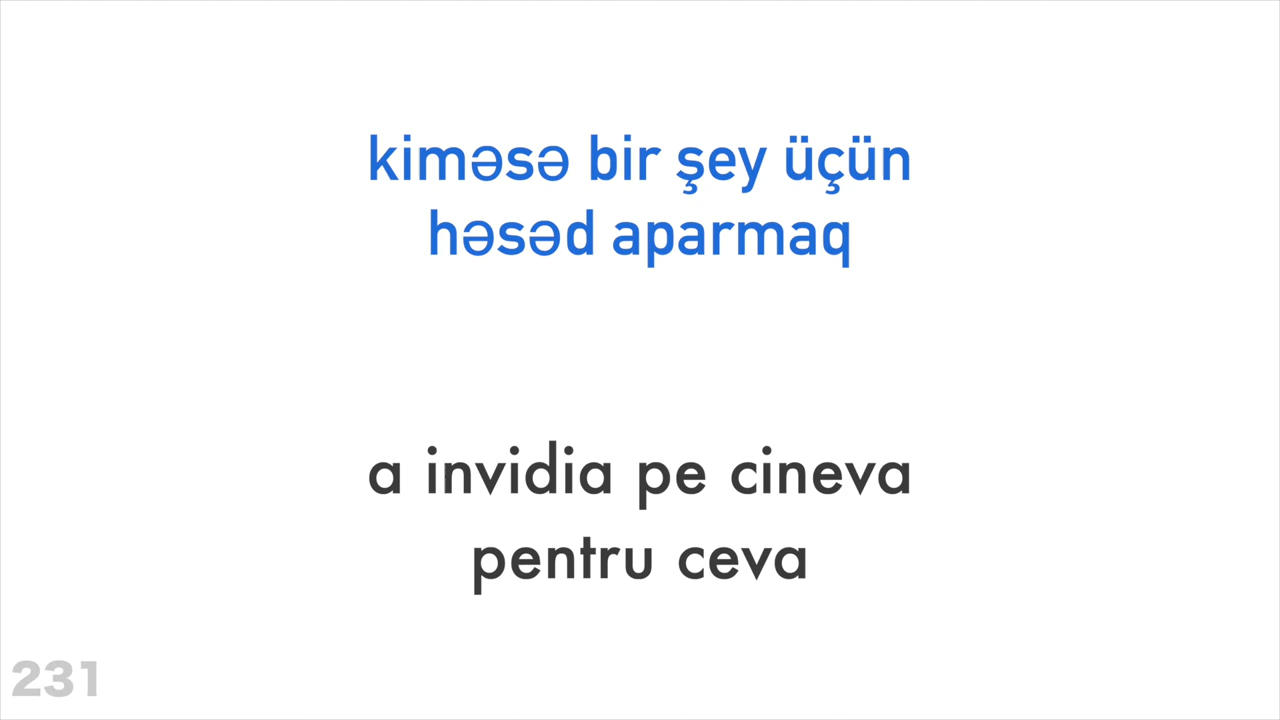 kiməsə bir şey üçün
həsəd aparmaq
a invidia pe cineva
pentru ceva
231